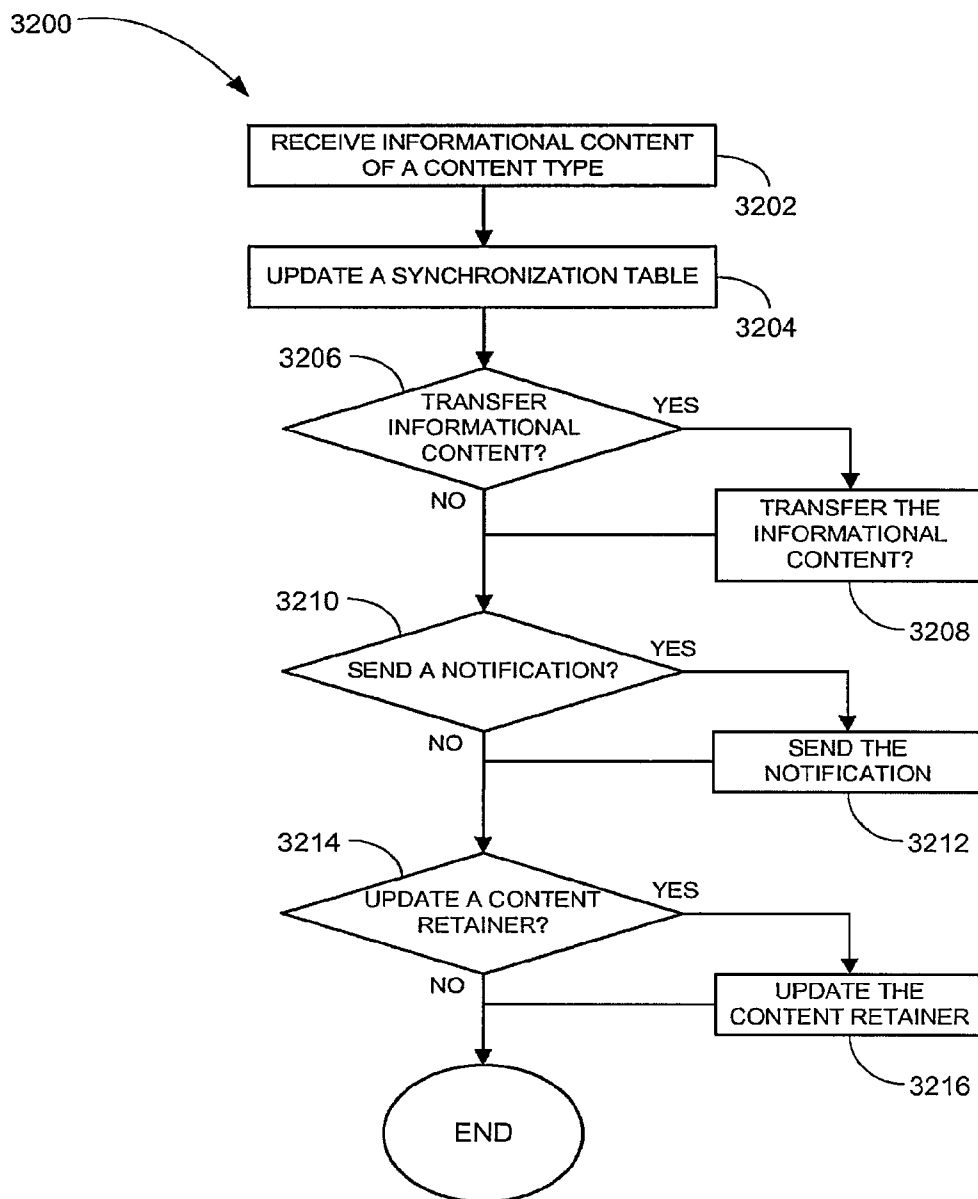 3200
RECEIVE INFORMATIONAL CONTENT
OF A CONTENT TYPE
3202
UPDATE A SYNCHRONIZATION TABLE
3204
3206
TRANSFER
INFORMATIONAL
CONTENT?
YES
NO
TRANSFER THE
INFORMATIONAL
CONTENT?
3208
3210
SEND A NOTIFICATION?
YES
NO
SEND THE
NOTIFICATION
3212
3214
UPDATE A CONTENT
RETAINER?
YES
NO
UPDATE THE
CONTENT RETAINER
3216
END